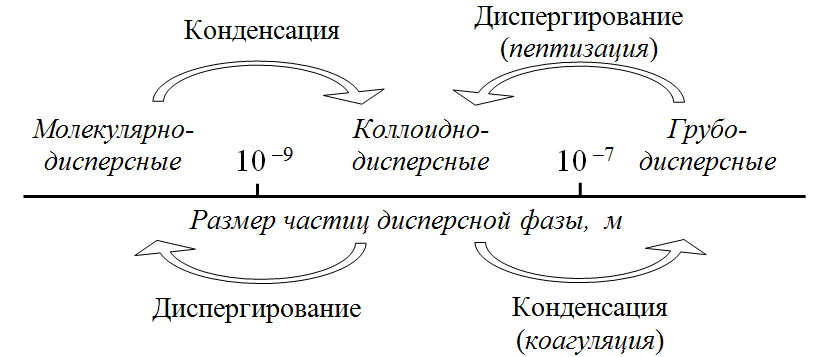 Конденсация
Диспергирование
(пептизация)
Молекулярно-
дисперсные
10 –9
Коллоидно-
дисперсные
10 –7
Грубо-
дисперсные
Размер частиц дисперсной фазы, м
Диспергирование
Конденсация
(коагуляция)